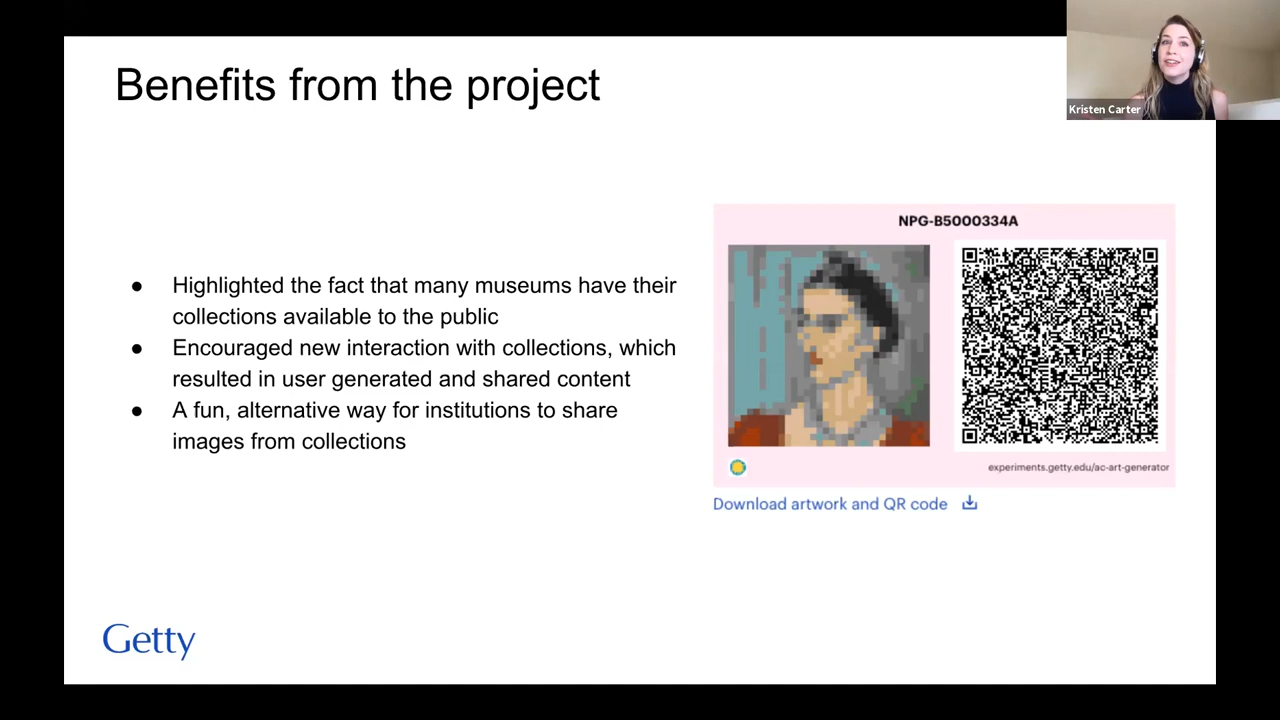 Benefits from the project
Kristen Carter
● Highlighted the fact that many museums have their
collections available to the public
● Encouraged new interaction with collections, which
resulted in user generated and shared content
● A fun, alternative way for institutions to share
images from collections
NPG-B5000334A
experiments.getty.edu/ac-art-generator
Download artwork and QR code
Getty